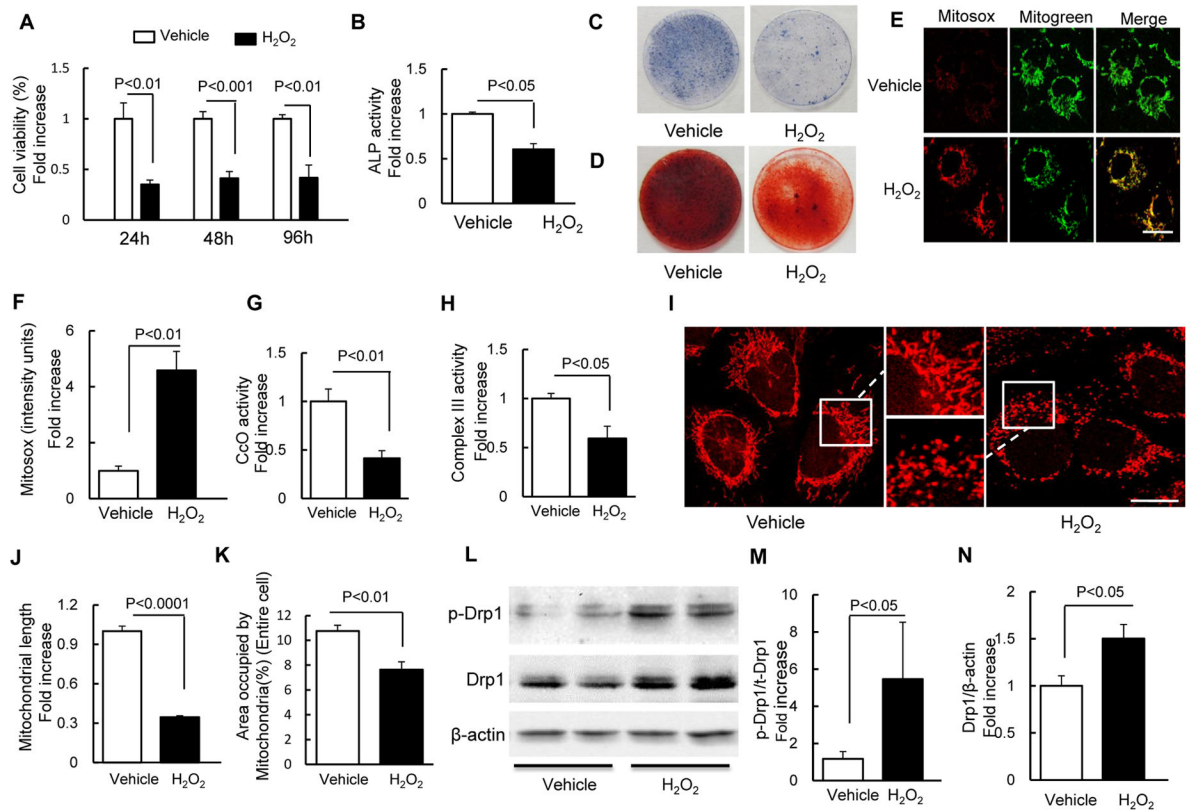 A
Vehicle
H₂O₂
Cell viability (%)
Fold increase
1.5
1
0.5
0
P<0.01
P<0.001
P<0.01
24h
48h
96h
B
ALP activity
Fold increase
1.5
1
0.5
0
P<0.05
Vehicle
H₂O₂
C
Vehicle
H₂O₂
D
Vehicle
H₂O₂
E
Mitosox
Mitogreen
Merge
Vehicle
H₂O₂
F
Mitosox (intensity units)
Fold increase
6
4
2
0
P<0.01
Vehicle
H₂O₂
G
CcO activity
Fold increase
1.5
1
0.5
0
P<0.01
Vehicle
H₂O₂
H
Complex III activity
Fold increase
1.5
1
0.5
0
P<0.05
Vehicle
H₂O₂
I
Vehicle
H₂O₂
J
Mitochondrial length
Fold increase
1.2
0.9
0.6
0.3
0
P<0.0001
Vehicle
H₂O₂
K
Area occupied by
Mitochondria(%) (Entire cell)
12
10
8
6
4
2
0
P<0.01
Vehicle
H₂O₂
L
p-Drp1
Drp1
β-actin
Vehicle
H₂O₂
M
p-Drp1/t-Drp1
Fold increase
10
8
6
4
2
0
P<0.05
Vehicle
H₂O₂
N
Drp1/β-actin
Fold increase
2
1.5
1
0.5
0
P<0.05
Vehicle
H₂O₂